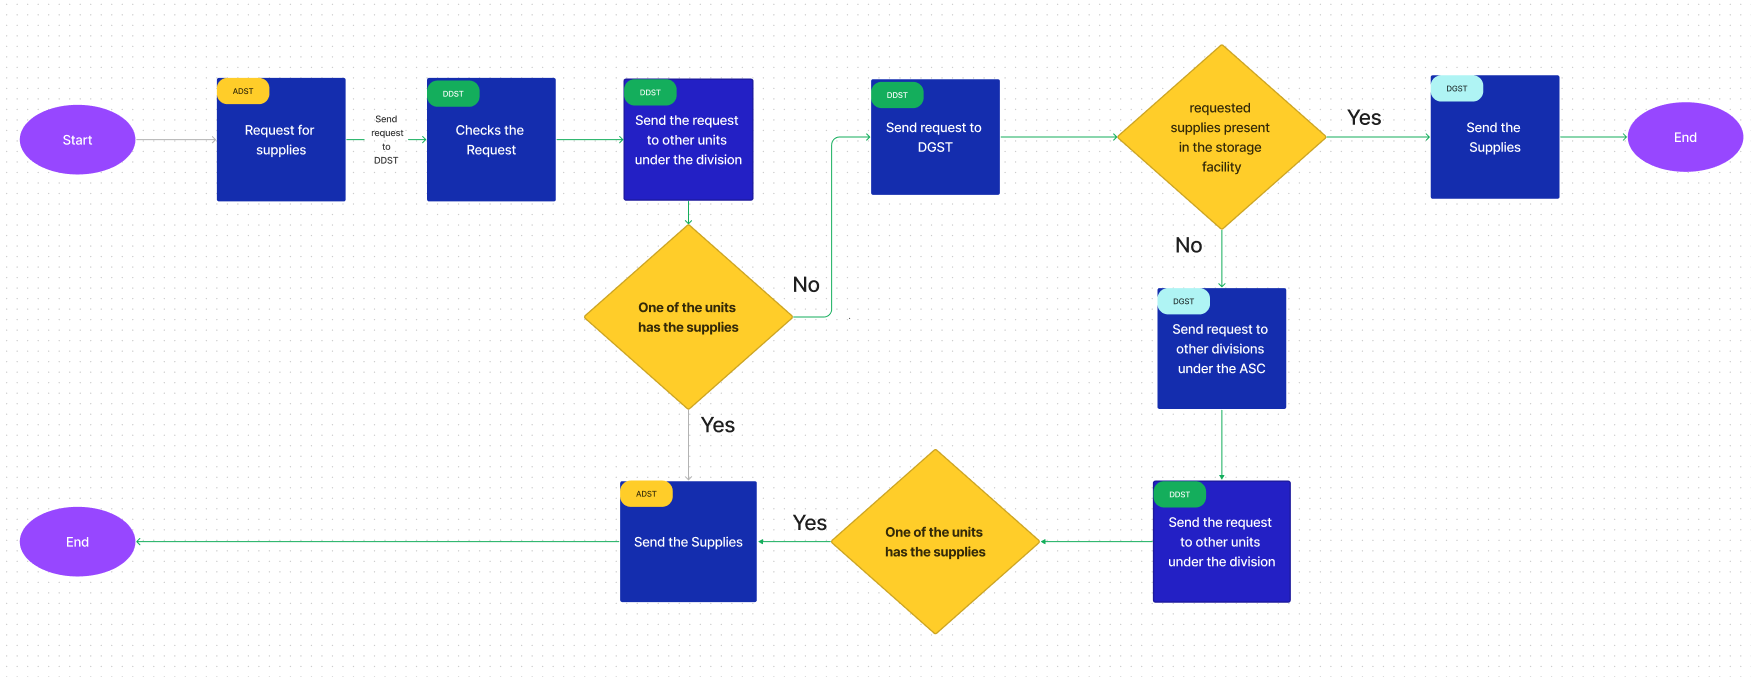 Start
ADST
Request for
supplies
Send
request
to
DDST
DDST
Checks the
Request
DDST
Send the request
to other units
under the division
One of the units
has the supplies
No
Yes
DDST
Send request to
DGST
requested
supplies present
in the storage
facility
Yes
No
DGST
Send the
Supplies
End
DGST
Send request to
other divisions
under the ASC
DDST
Send the request
to other units
under the division
One of the units
has the supplies
Yes
ADST
Send the Supplies
End